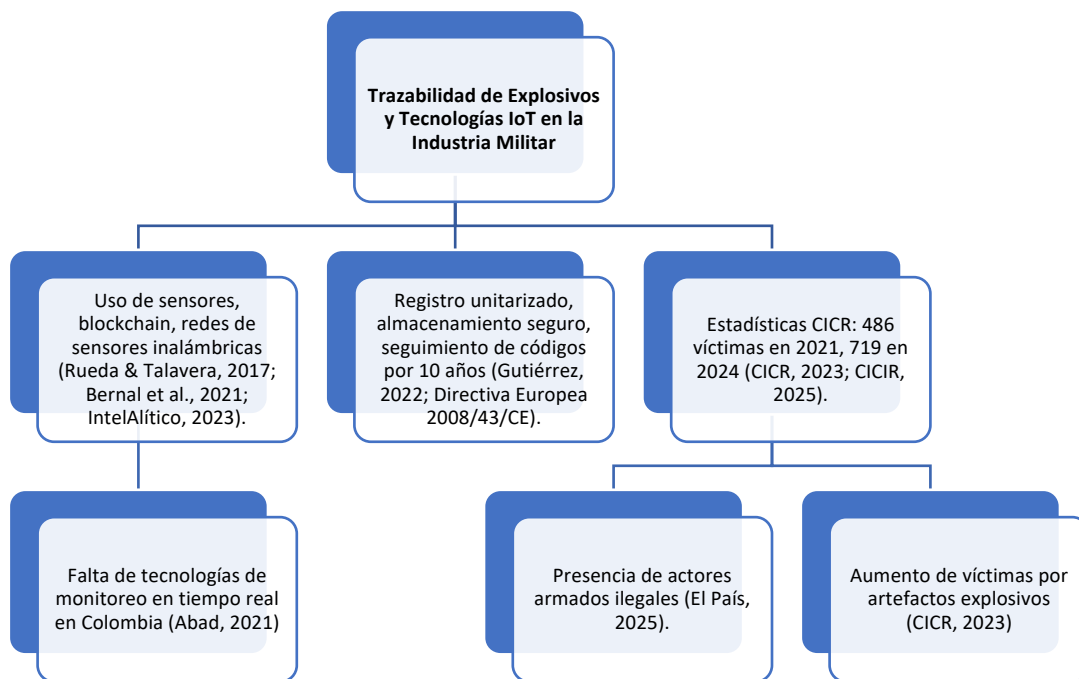 Trazabilidad de Explosivos
y Tecnologías IoT en la
Industria Militar
Uso de sensores,
blockchain, redes de
sensores inalámbricas
(Rueda & Talavera, 2017;
Bernal et al., 2021;
IntelAlítico, 2023).
Registro unitarizado,
almacenamiento seguro,
seguimiento de códigos
por 10 años (Gutiérrez,
2022; Directiva Europea
2008/43/CE).
Estadísticas CICR: 486
víctimas en 2021, 719 en
2024 (CICR, 2023; CICIR,
2025).
Falta de tecnologías de
monitoreo en tiempo real
en Colombia (Abad, 2021)
Presencia de actores
armados ilegales (El País,
2025).
Aumento de víctimas por
artefactos explosivos
(CICR, 2023)